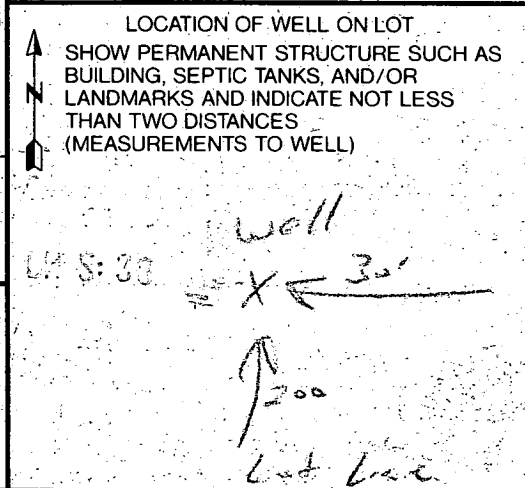 LOCATION OF WELL ON LOT
SHOW PERMANENT STRUCTURE SUCH AS
BUILDING, SEPTIC TANKS, AND/OR
N LANDMARKS AND INDICATE NOT LESS
THAN TWO DISTANCES
(MEASUREMENTS TO WELL)
Well
X 30'
200
Lot Line